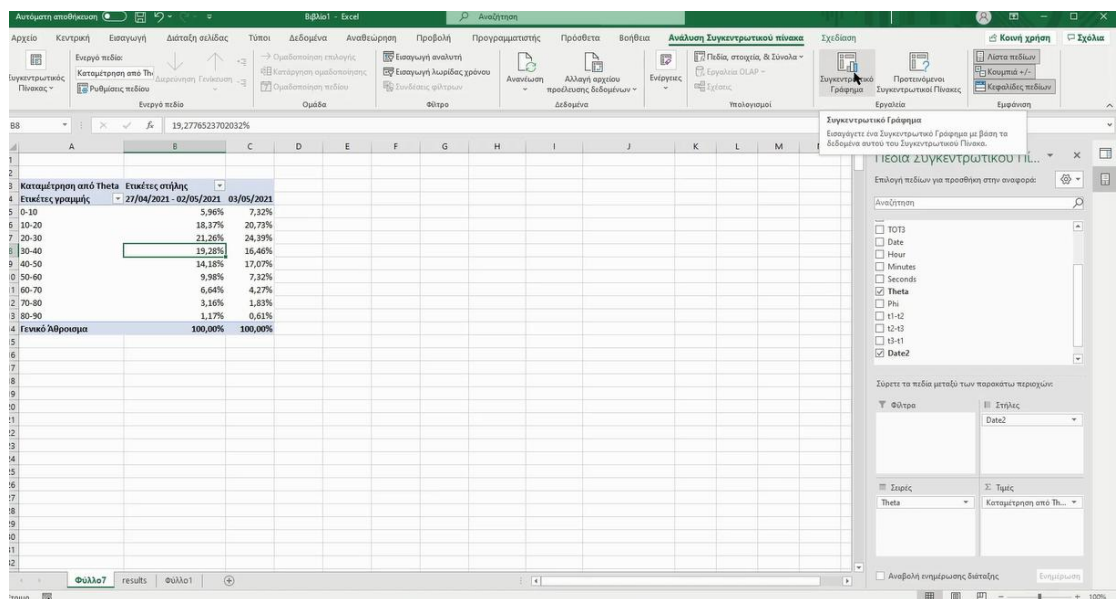 Αυτόματη αποθήκευση
Βιβλίο1 - Excel
Αναζήτηση
Αρχείο Κεντρική Εισαγωγή Διάταξη σελίδας Τύποι Δεδομένα Αναθεώρηση Προβολή Προγραμματιστής Πρόσθετα Βοήθεια Ανάλυση Συγκεντρωτικού πίνακα Σχεδίαση Κοινή χρήση Σχόλια
Πίνακας
Ενεργό πεδίο:
Καταμέτρηση από Th
Ρυθμίσεις πεδίου
Διερεύνηση Γενίκευση
Ενεργό πεδίο
Ομαδοποίηση επιλογής
Κατάργηση ομαδοποίησης
Ομαδοποίηση πεδίου
Ομάδα
Εισαγωγή αναλυτή
Εισαγωγή λωρίδας χρόνου
Συνδέσεις φίλτρων
Φίλτρο
Ανανέωση
Αλλαγή αρχείου
προέλευσης δεδομένων
Δεδομένα
Ενέργειες
Πεδία, στοιχεία, & Σύνολα
Εργαλεία OLAP
Σχέσεις
Υπολογισμοί
Συγκεντρωτικό
Γράφημα
Προτεινόμενοι
Συγκεντρωτικοί Πίνακες
Εργαλεία
Λίστα πεδίων
Κουμπιά +/-
Κεφαλίδες πεδίων
Εμφάνιση
B8 fx 19,2776523702032%
Συγκεντρωτικό Γράφημα
Εισαγάγετε ένα Συγκεντρωτικό Γράφημα με βάση τα
δεδομένα αυτού του Συγκεντρωτικού Πίνακα.
A B C D E F G H I J K L M
Καταμέτρηση από Theta Ετικέτες στήλης
Ετικέτες γραμμής 27/04/2021 - 02/05/2021 03/05/2021
0-10 5,96% 7,32%
10-20 18,37% 20,73%
20-30 21,26% 24,39%
30-40 19,28% 16,46%
40-50 14,18% 17,07%
50-60 9,98% 7,32%
60-70 6,64% 4,27%
70-80 3,16% 1,83%
80-90 1,17% 0,61%
Γενικό Άθροισμα 100,00% 100,00%
Πεδία Συγκεντρωτικού Πί...
Επιλογή πεδίων για προσθήκη στην αναφορά:
Αναζήτηση
TOT3
Date
Hour
Minutes
Seconds
Theta
Phi
t1-t2
t2-t3
t3-t1
Date2
Σύρετε τα πεδία μεταξύ των παρακάτω περιοχών:
Φίλτρα
Στήλες
Date2
Σειρές
Theta
Σ Τιμές
Καταμέτρηση από Th...
Αναβολή ενημέρωσης διάταξης
Ενημέρωση
Φύλλο7 results Φύλλο1
100%